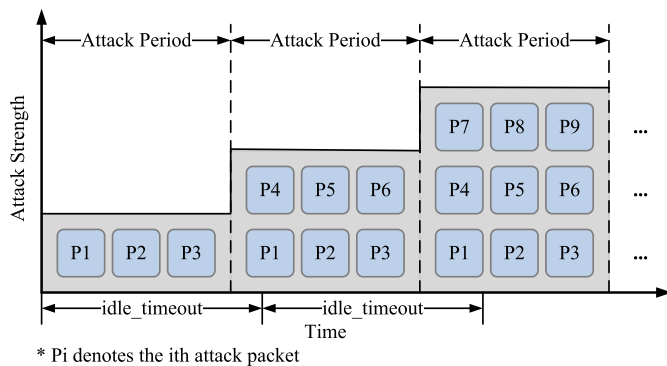 Attack Period Attack Period Attack Period
Attack Strength
P7 P8 P9 ...
P4 P5 P6 P4 P5 P6 ...
P1 P2 P3 P1 P2 P3 P1 P2 P3 ...
idle_timeout idle_timeout
Time
* Pi denotes the ith attack packet